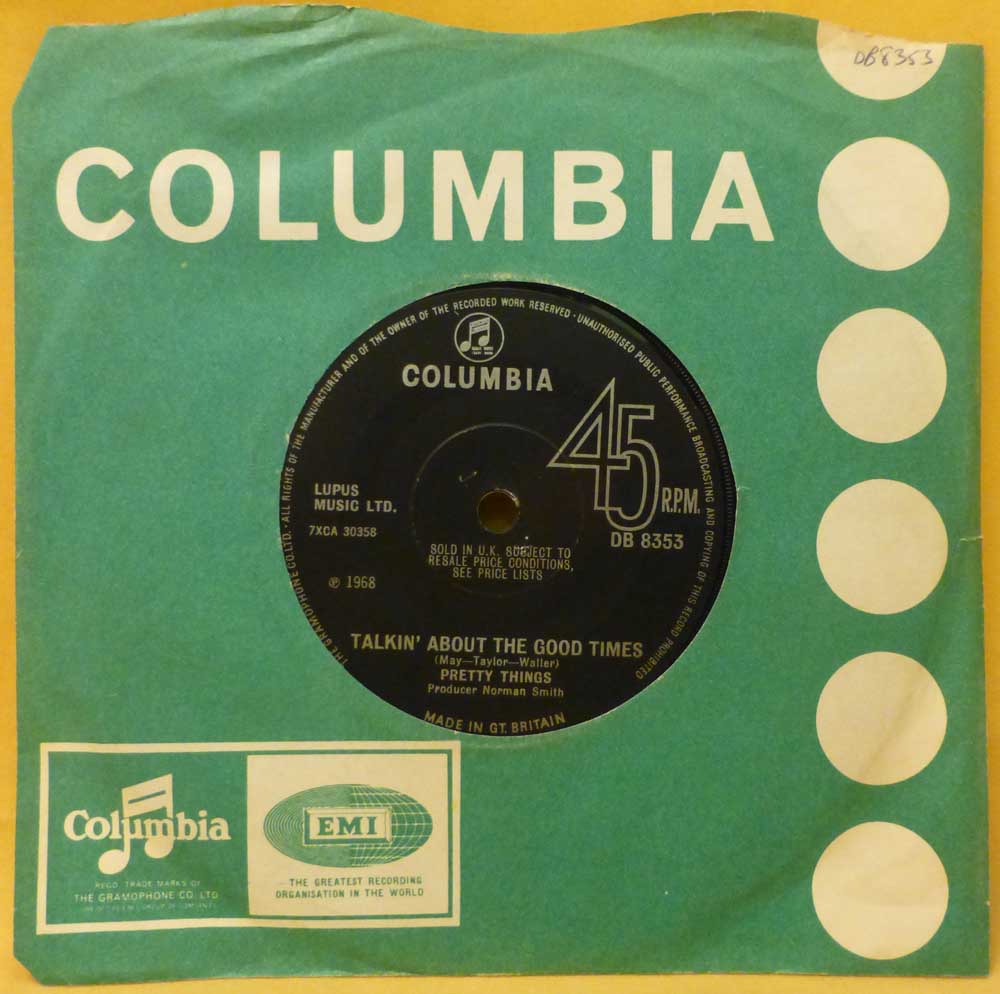 DB8353
COLUMBIA
THE GRAMOPHONE CO. LTD. · ALL RIGHTS OF THE MANUFACTURER AND OF THE OWNER OF THE RECORDED WORK RESERVED · UNAUTHORISED PUBLIC PERFORMANCE BROADCASTING AND COPYING OF THIS RECORD PROHIBITED
COLUMBIA
45
R.P.M.
LUPUS
MUSIC LTD.
7XCA 30358
DB 8353
SOLD IN U.K. SUBJECT TO
RESALE PRICE CONDITIONS,
SEE PRICE LISTS
℗ 1968
TALKIN' ABOUT THE GOOD TIMES
(May—Taylor—Waller)
PRETTY THINGS
Producer Norman Smith
MADE IN GT. BRITAIN
Columbia
REGD. TRADE MARKS OF
THE GRAMOPHONE CO. LTD
EMI
THE GREATEST RECORDING
ORGANISATION IN THE WORLD